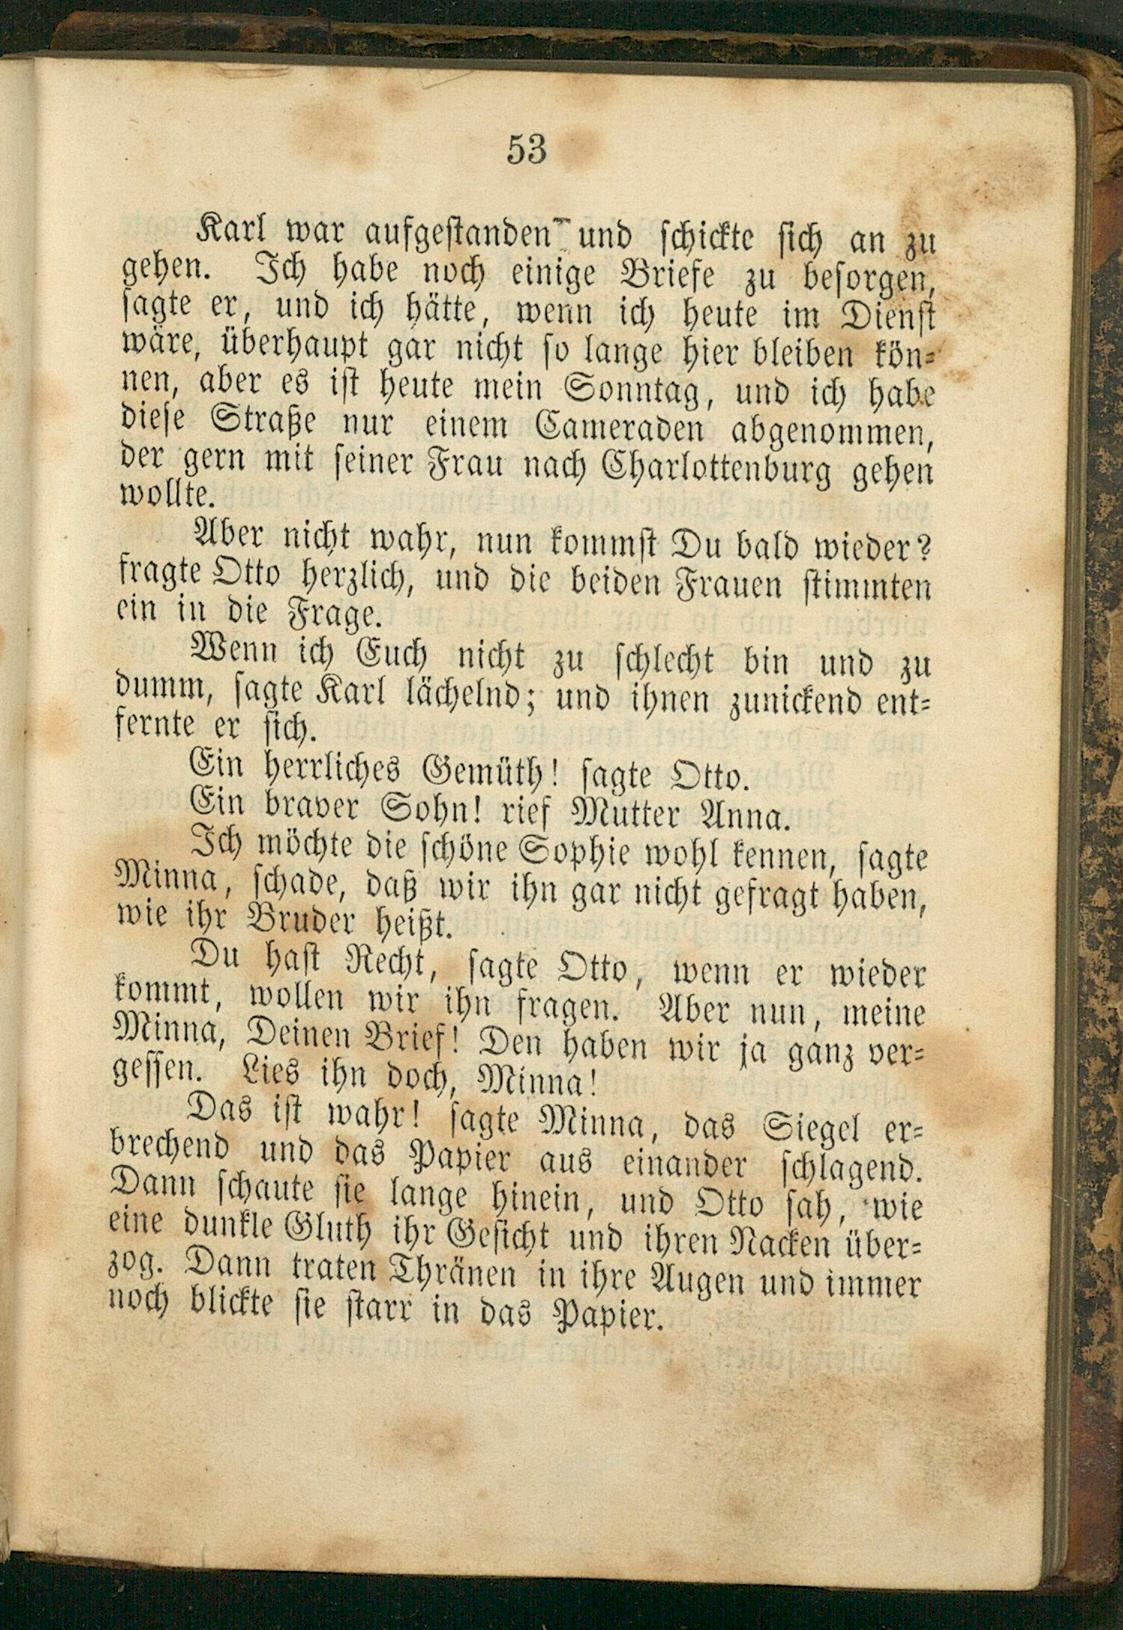 53
Karl war aufgestanden und schickte sich an zu
gehen. Ich habe noch einige Briefe zu besorgen,
sagte er, und ich hätte, wenn ich heute im Dienst
wäre, überhaupt gar nicht so lange hier bleiben kön-
nen, aber es ist heute mein Sonntag, und ich habe
diese Straße nur einem Cameraden abgenommen,
der gern mit seiner Frau nach Charlottenburg gehen
wollte.
Aber nicht wahr, nun kommst Du bald wieder?
fragte Otto herzlich, und die beiden Frauen stimmten
ein in die Frage.
Wenn ich Euch nicht zu schlecht bin und zu
dumm, sagte Karl lächelnd; und ihnen zunickend ent-
fernte er sich.
Ein herrliches Gemüth! sagte Otto.
Ein braver Sohn! rief Mutter Anna.
Ich möchte die schöne Sophie wohl kennen, sagte
Minna, schade, daß wir ihn gar nicht gefragt haben,
wie ihr Bruder heißt.
Du hast Recht, sagte Otto, wenn er wieder
kommt, wollen wir ihn fragen. Aber nun, meine
Minna, Deinen Brief! Den haben wir ja ganz ver-
gessen. Lies ihn doch, Minna!
Das ist wahr! sagte Minna, das Siegel er-
brechend und das Papier aus einander schlagend.
Dann schaute sie lange hinein, und Otto sah, wie
eine dunkle Gluth ihr Gesicht und ihren Nacken über-
zog. Dann traten Thränen in ihre Augen und immer
noch blickte sie starr in das Papier.